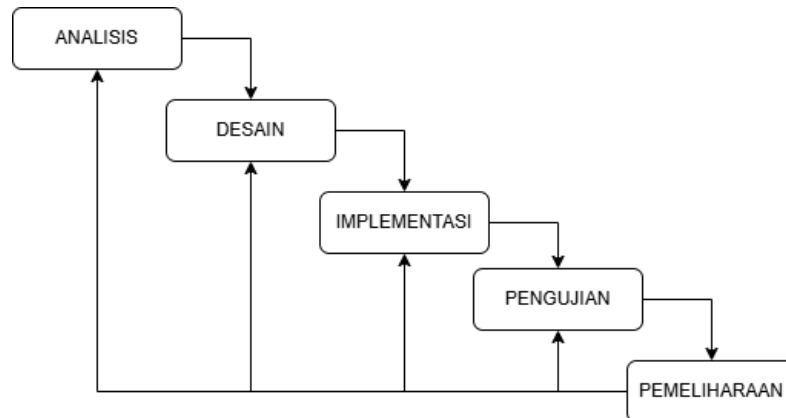 ANALISIS
DESAIN
IMPLEMENTASI
PENGUJIAN
PEMELIHARAAN